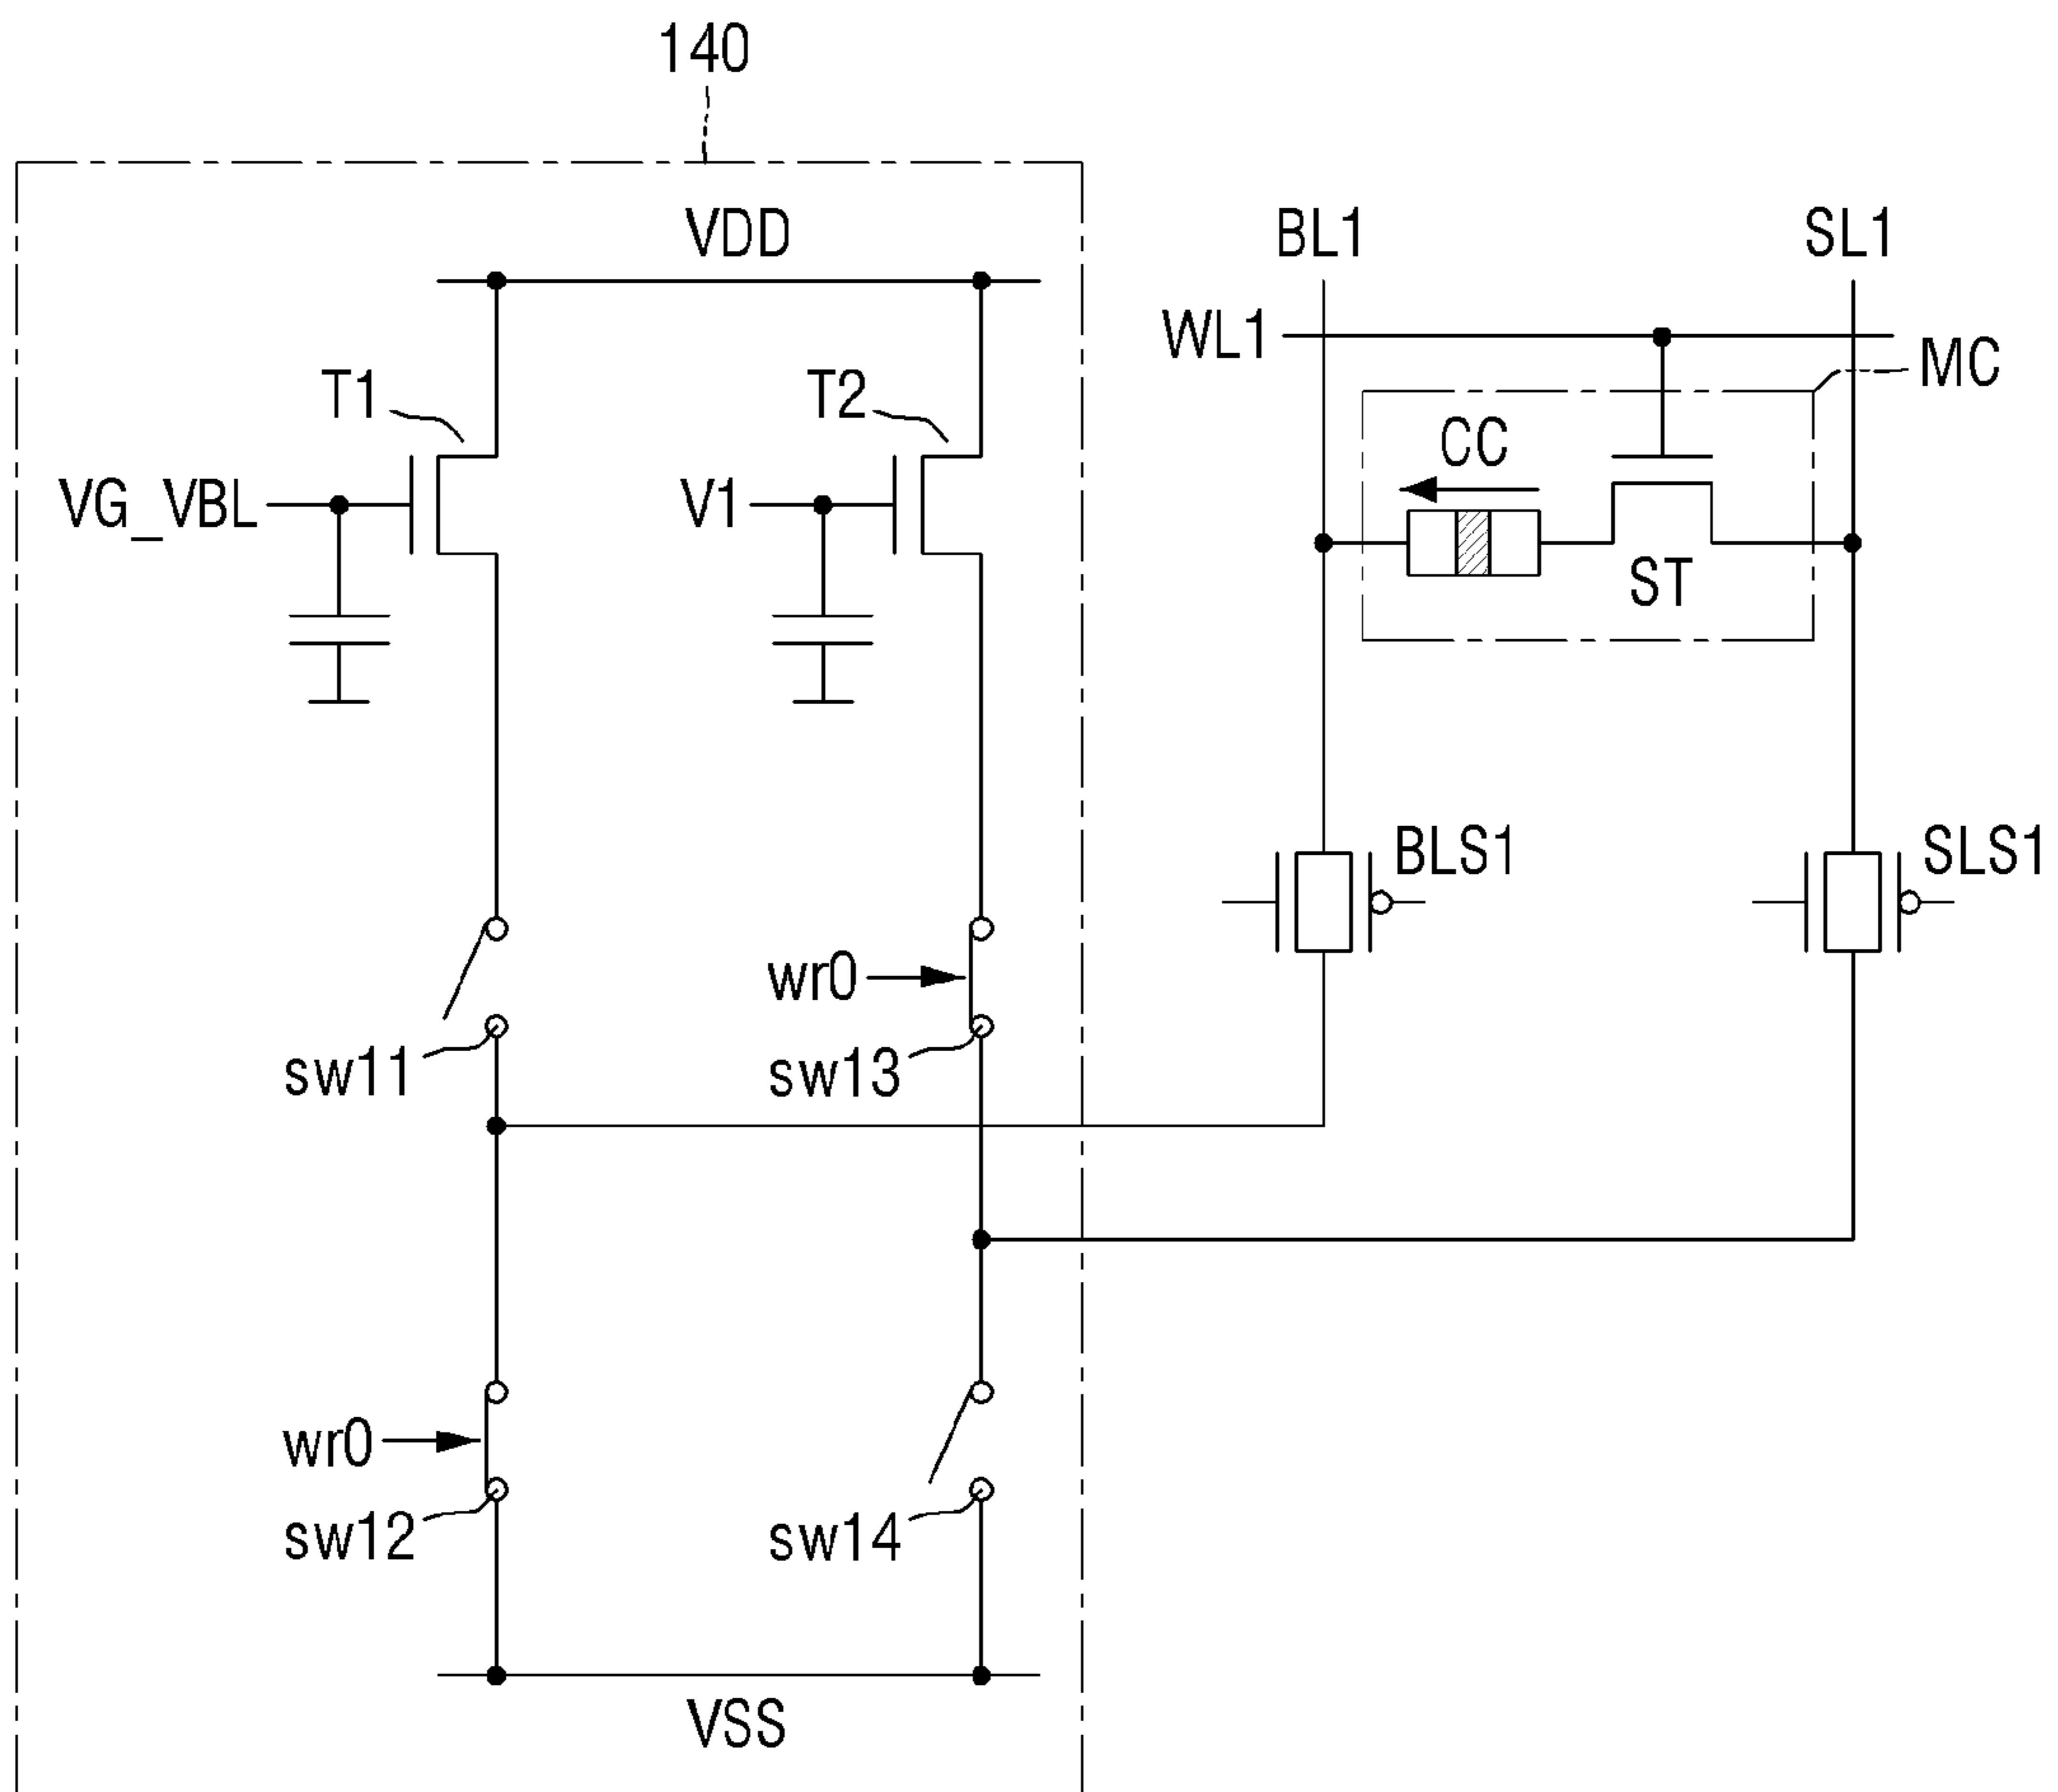 140
VDD
BL1
SL1
WL1
MC
T1
T2
CC
VG_VBL
V1
ST
BLS1
SLS1
wr0
sw11
sw13
wr0
sw12
sw14
VSS